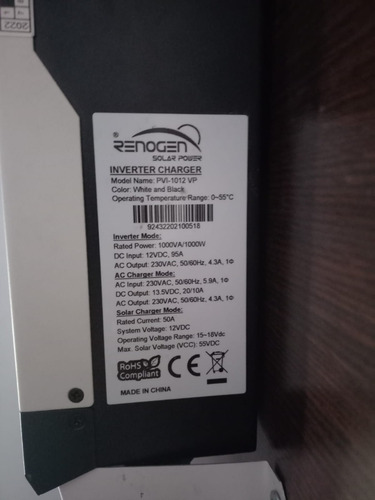 2022
® RENOGEN
SOLAR POWER
INVERTER CHARGER
Model Name: PVI-1012 VP
Color: White and Black
Operating Temperature Range: 0~55°C
92432202100518
Inverter Mode:
Rated Power: 1000VA/1000W
DC Input: 12VDC, 95A
AC Output: 230VAC, 50/60Hz, 4.3A, 1Φ
AC Charger Mode:
AC Input: 230VAC, 50/60Hz, 5.9A, 1Φ
DC Output: 13.5VDC, 20/10A
AC Output: 230VAC, 50/60Hz, 4.3A, 1Φ
Solar Charger Mode:
Rated Current: 50A
System Voltage: 12VDC
Operating Voltage Range: 15~18Vdc
Max. Solar Voltage (VCC): 55VDC
RoHS
Compliant
CE
MADE IN CHINA